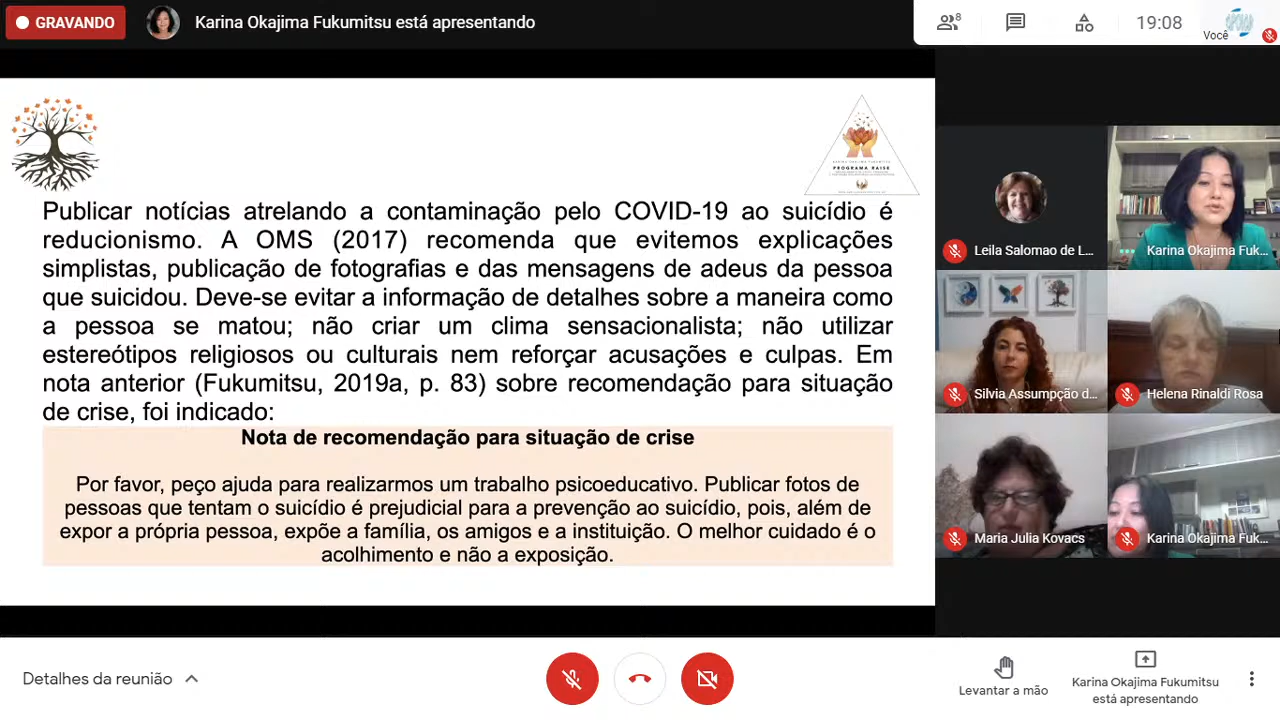 GRAVANDO
Karina Okajima Fukumitsu está apresentando
8
19:08
Você
PROGRAMA RAISE
Publicar notícias atrelando a contaminação pelo COVID-19 ao suicídio é
reducionismo. A OMS (2017) recomenda que evitemos explicações
simplistas, publicação de fotografias e das mensagens de adeus da pessoa
que suicidou. Deve-se evitar a informação de detalhes sobre a maneira como
a pessoa se matou; não criar um clima sensacionalista; não utilizar
estereótipos religiosos ou culturais nem reforçar acusações e culpas. Em
nota anterior (Fukumitsu, 2019a, p. 83) sobre recomendação para situação
de crise, foi indicado:
Nota de recomendação para situação de crise
Por favor, peço ajuda para realizarmos um trabalho psicoeducativo. Publicar fotos de
pessoas que tentam o suicídio é prejudicial para a prevenção ao suicídio, pois, além de
expor a própria pessoa, expõe a família, os amigos e a instituição. O melhor cuidado é o
acolhimento e não a exposição.
Leila Salomao de L...
Karina Okajima Fuk...
Silvia Assumpção d...
Helena Rinaldi Rosa
Maria Julia Kovacs
Karina Okajima Fuk...
Detalhes da reunião
Levantar a mão
Karina Okajima Fukumitsu
está apresentando